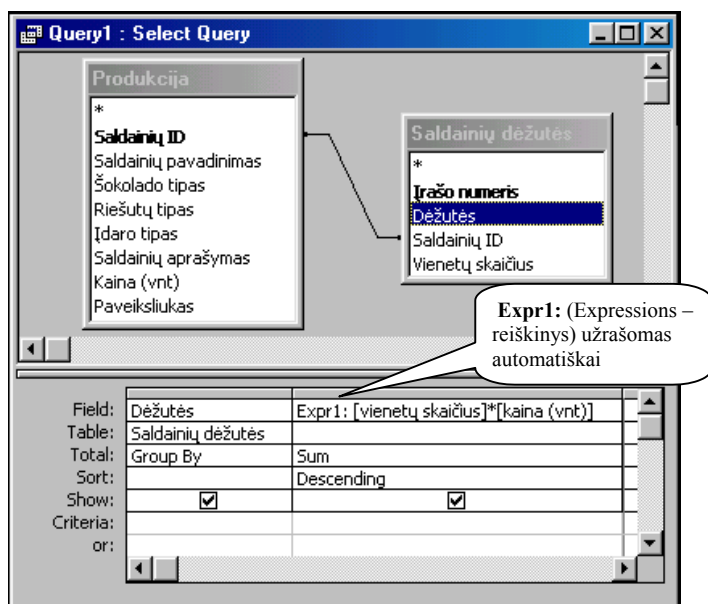 Query1 : Select Query
Produkcija
*
Saldainių ID
Saldainių pavadinimas
Šokolado tipas
Riešutų tipas
Įdaro tipas
Saldainių aprašymas
Kaina (vnt)
Paveiksliukas
Saldainių dėžutės
*
Įrašo numeris
Dėžutės
Saldainių ID
Vienetų skaičius
Expr1: (Expressions –
reiškinys) užrašomas
automatiškai
Field: Dėžutės Expr1: [vienetų skaičius]*[kaina (vnt)]
Table: Saldainių dėžutės
Total: Group By Sum
Sort: Descending
Show:
Criteria:
or: